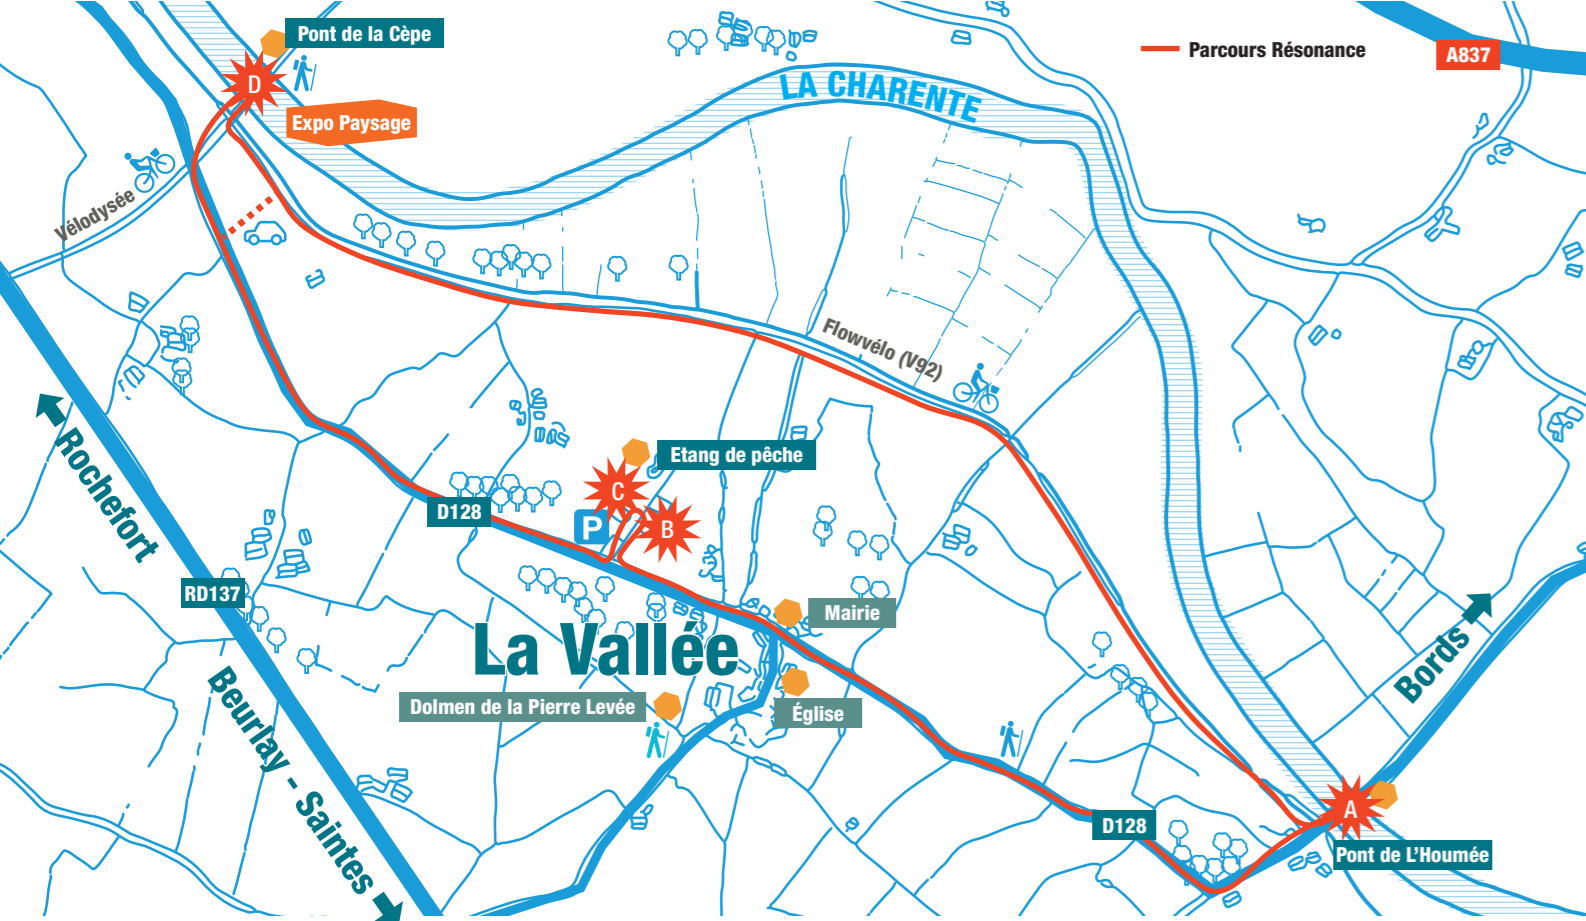 Pont de la Cèpe
Parcours Résonance
A837
D
LA CHARENTE
Expo Paysage
Vélodysée
Flowvélo (V92)
Rochefort
Etang de pêche
C
D128
P
B
RD137
Mairie
La Vallée
Bords
Dolmen de la Pierre Levée
Église
Beurlay - Saintes
A
D128
Pont de L'Houmée